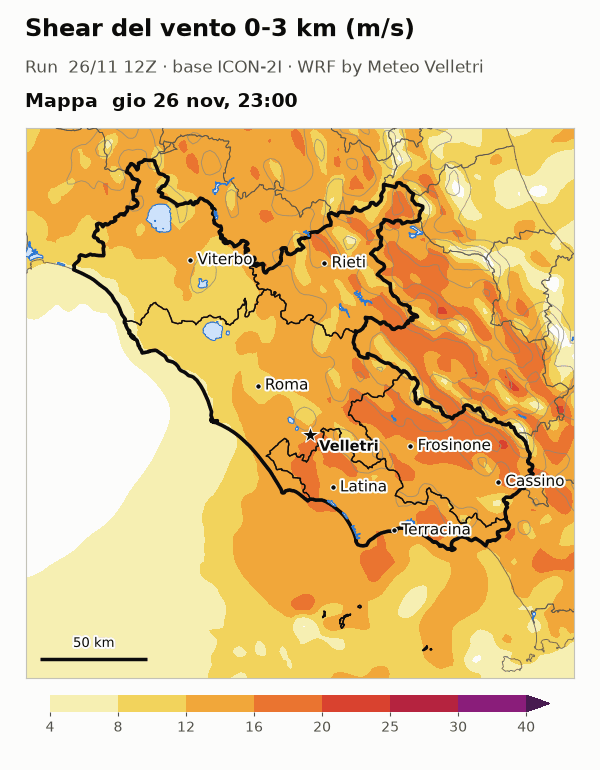 Shear del vento 0-3 km (m/s)
Run  26/11 12Z · base ICON-2I · WRF by Meteo Velletri
Mappa  gio 26 nov, 23:00
Viterbo
Rieti
Roma
Velletri
Frosinone
Cassino
Latina
Terracina
50 km
4 8 12 16 20 25 30 40